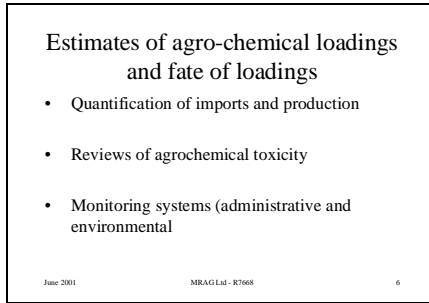 Estimates of agro-chemical loadings
and fate of loadings
• Quantification of imports and production
• Reviews of agrochemical toxicity
• Monitoring systems (administrative and
environmental
June 2001 MRAG Ltd - R7668 6